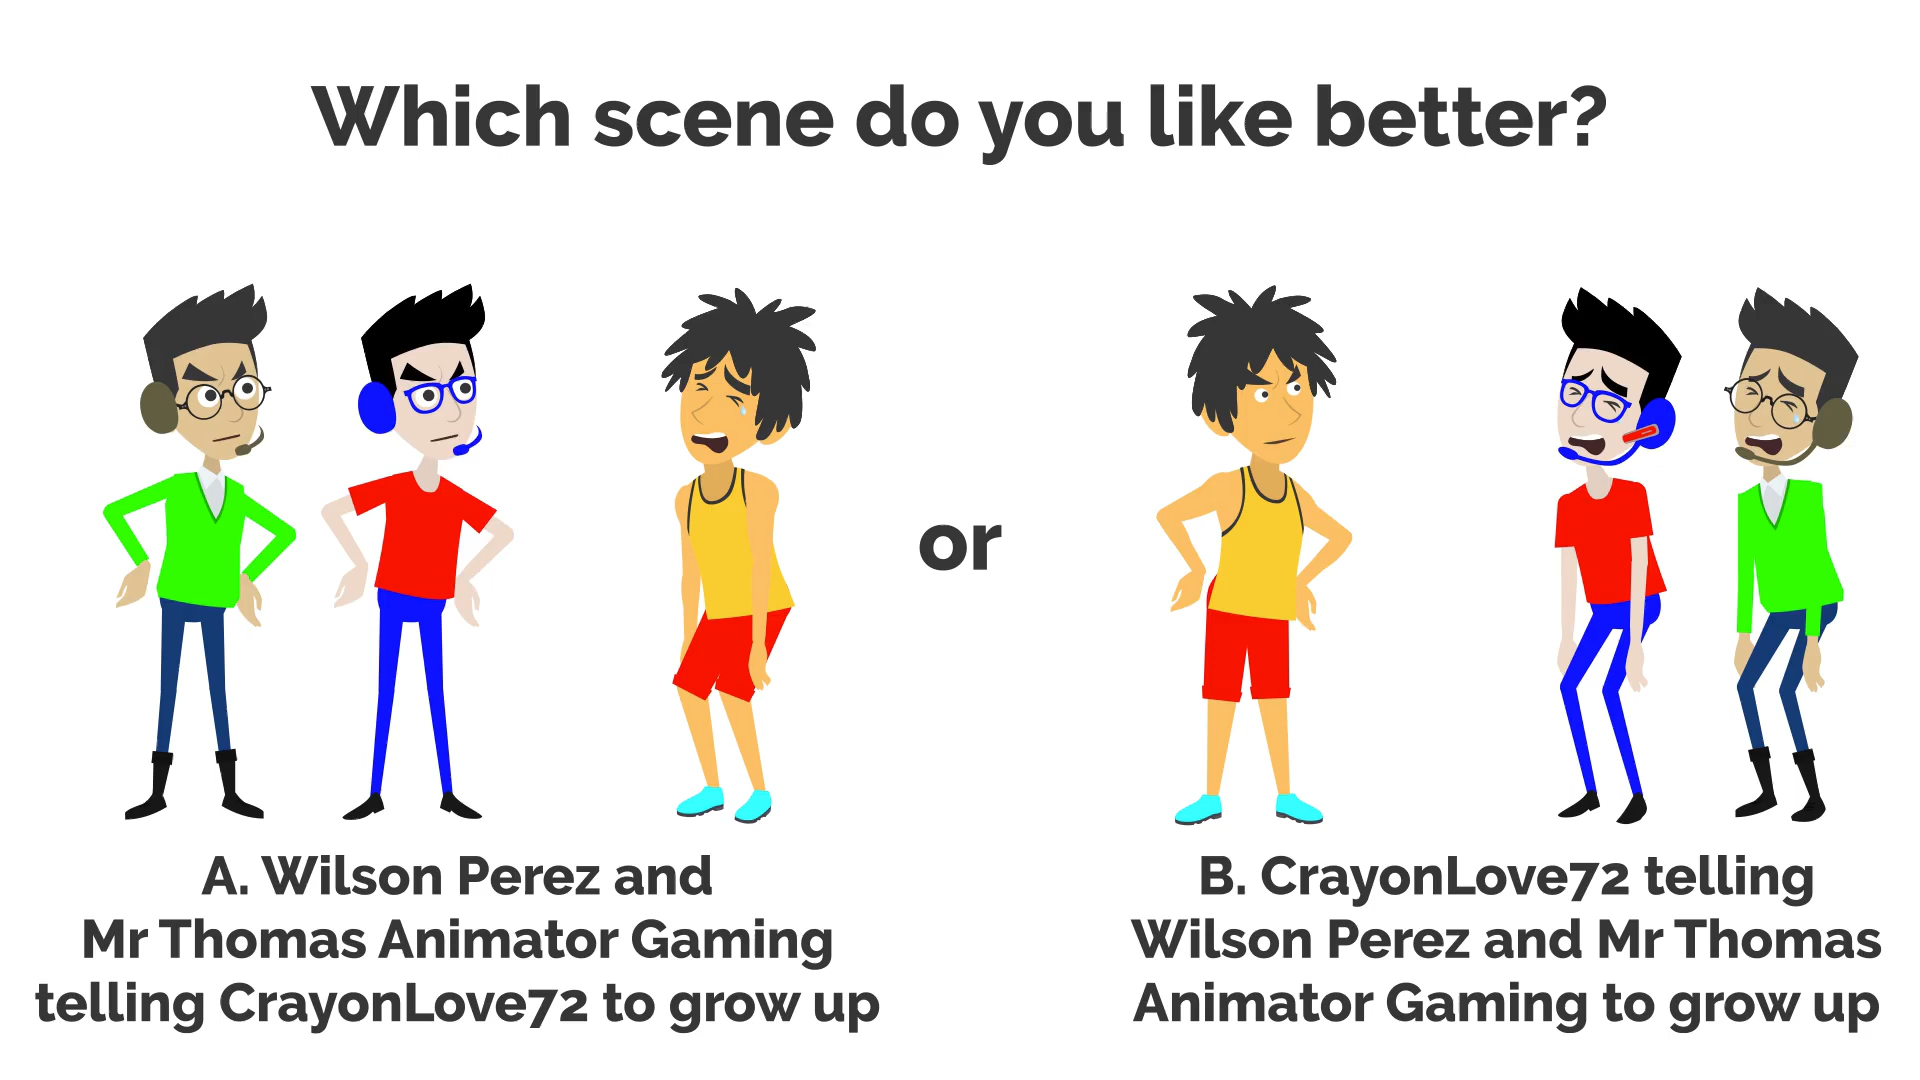 Which scene do you like better?
or
A. Wilson Perez and
Mr Thomas Animator Gaming
telling CrayonLove72 to grow up
B. CrayonLove72 telling
Wilson Perez and Mr Thomas
Animator Gaming to grow up